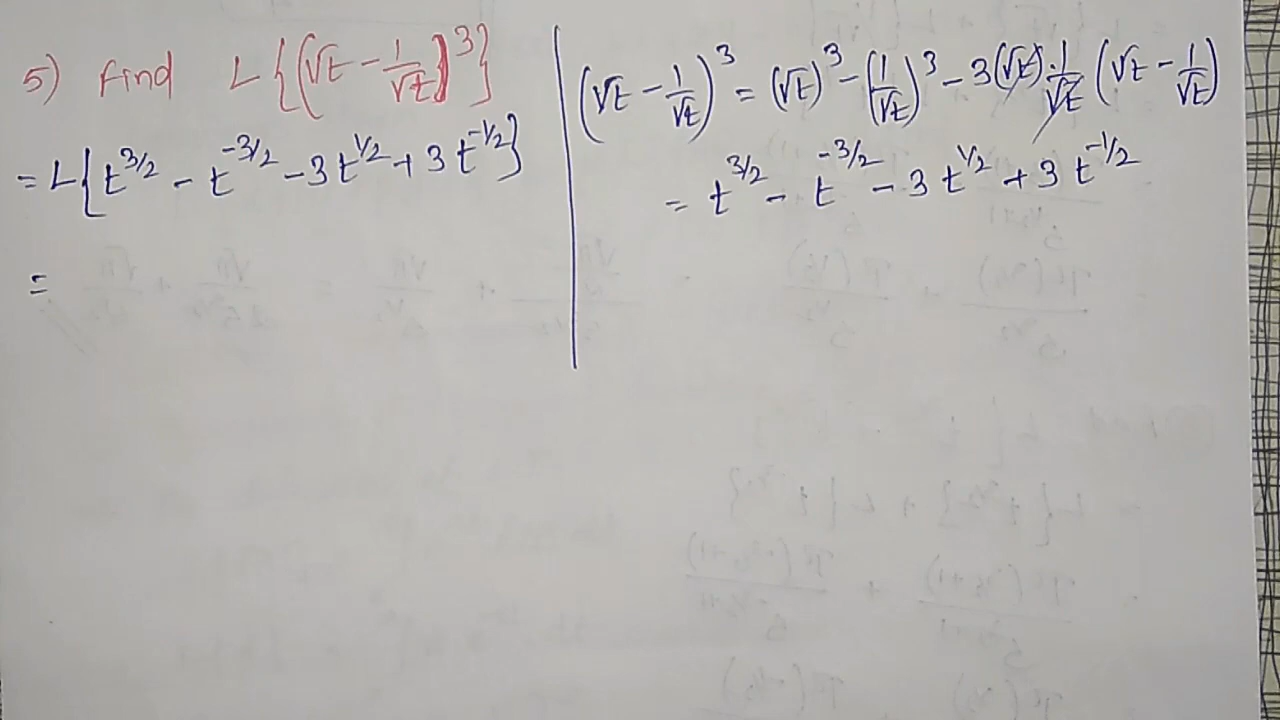 5) Find L{(√t - 1/√t)^3}
= L{t^3/2 - t^-3/2 - 3t^1/2 + 3t^-1/2}
=
(√t - 1/√t)^3 = (√t)^3 - (1/√t)^3 - 3(√t).1/√t (√t - 1/√t)
= t^3/2 - t^-3/2 - 3t^1/2 + 3t^-1/2